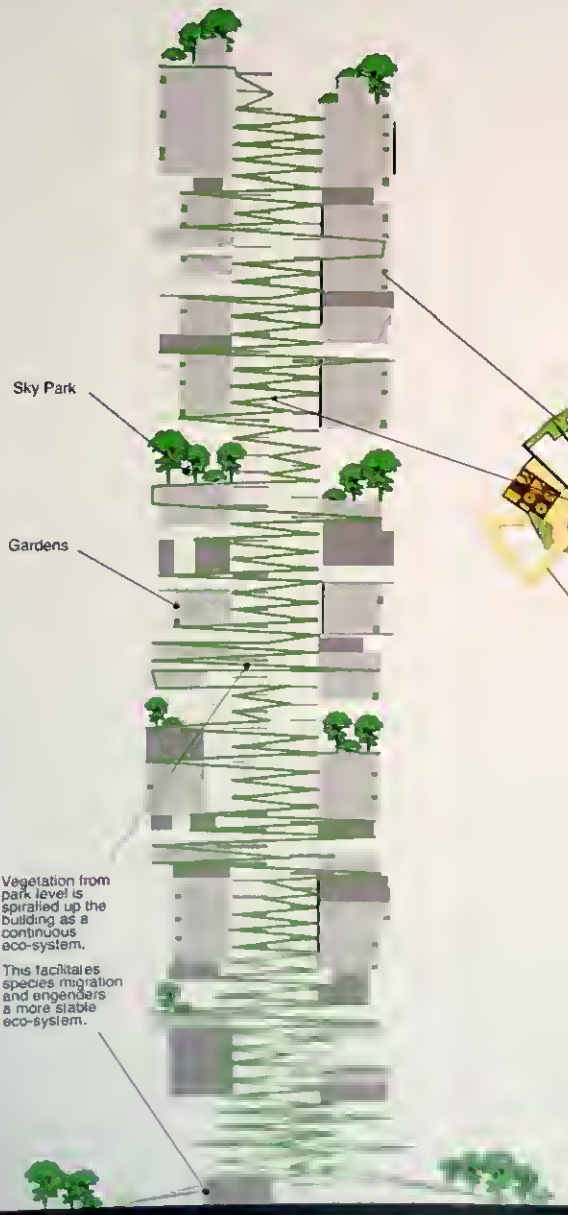 Sky Park
Gardens
Vegetation from
park level is
spiralled up the
building as a
continuous
eco-system.
This facilitates
species migration
and engenders
a more stable
eco-system.